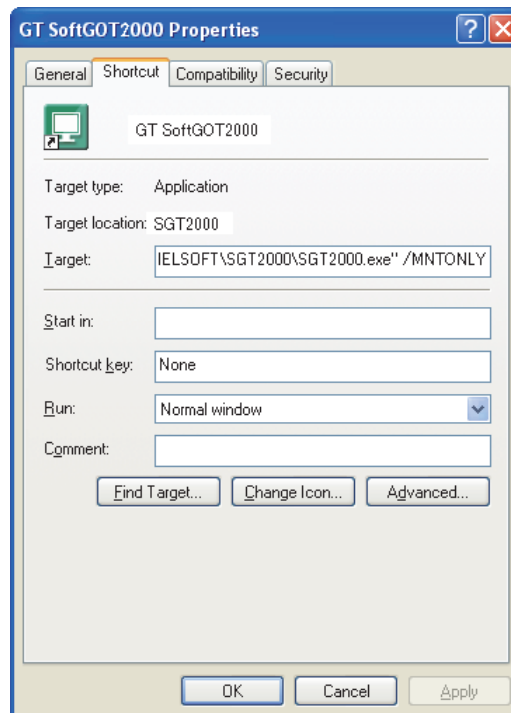 GT SoftGOT2000 Properties
General Shortcut Compatibility Security
GT SoftGOT2000
Target type: Application
Target location: SGT2000
Target: IELSOFT\SGT2000\SGT2000.exe" /MNTONLY
Start in:
Shortcut key: None
Run: Normal window
Comment:
Find Target... Change Icon... Advanced...
OK Cancel Apply